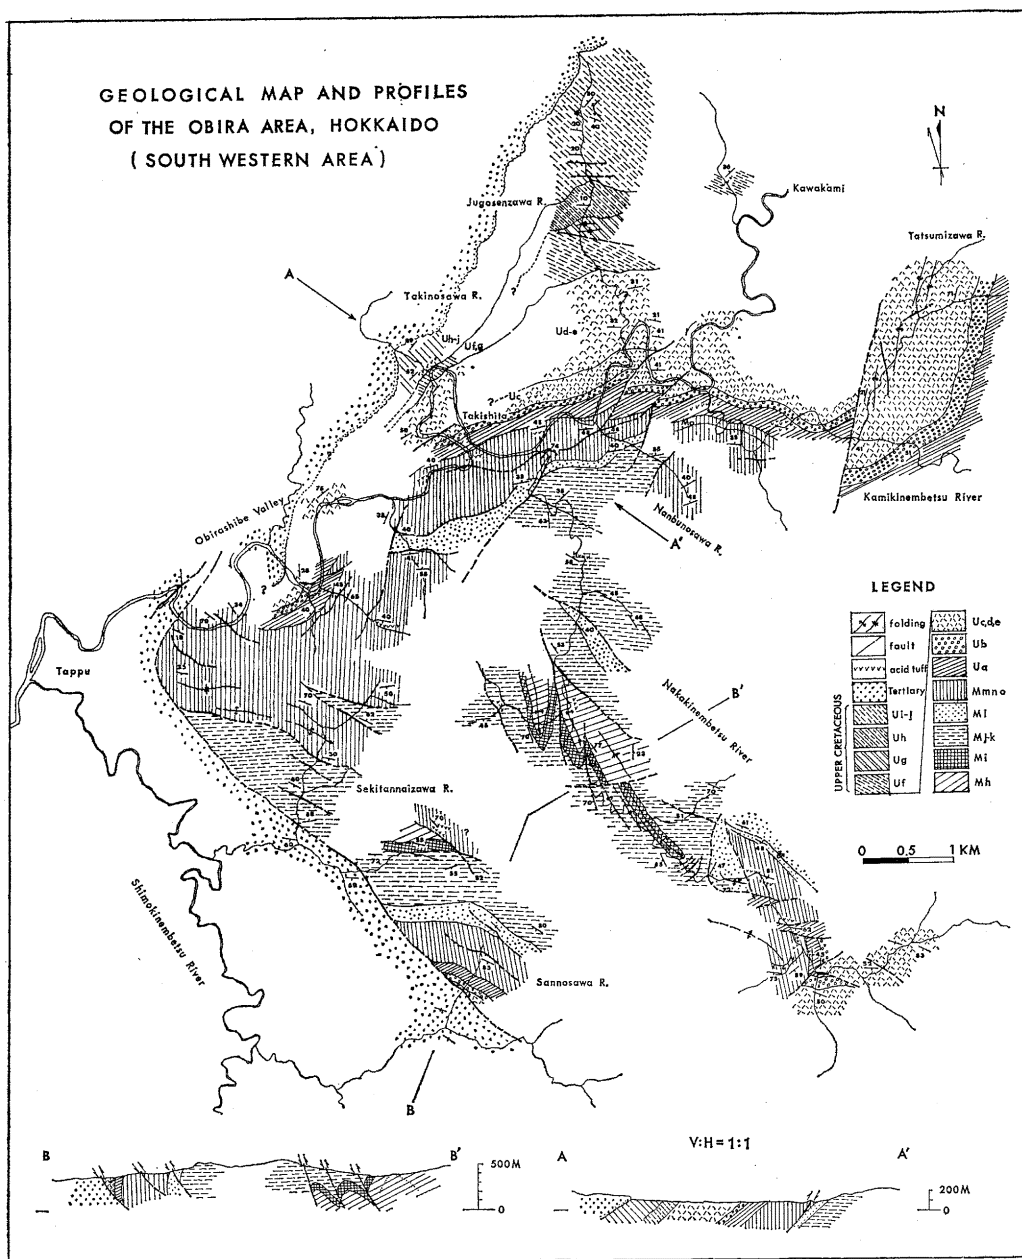 GEOLOGICAL MAP AND PROFILES
OF THE OBIRA AREA, HOKKAIDO
( SOUTH WESTERN AREA )
N
Kawakami
Jugosenzawa R.
Tatsumizawa R.
A
Takinosawa R.
?
Uh-j
Uf,g
Ud-e
?---Uc
Takishita
Kamikinembetsu River
Obirashibe Valley
Nanbunosawa R.
A'
?
Tappu
LEGEND
folding
fault
acid tuff
Tertiary
Ui-j
Uh
Ug
Uf
UPPER CRETACEOUS
Uc,d,e
Ub
Ua
Mmno
Ml
Mj-k
Mi
Mh
B'
Nakakinembetsu River
Sekitannaizawa R.
0 0.5 1 KM
Shimokinembetsu River
Sannosawa R.
B
V:H=1:1
B B'
500M
0
A A'
200M
0